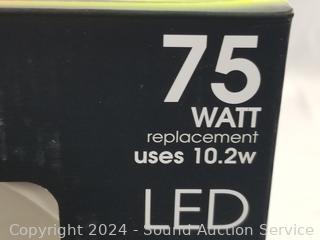 75
WATT
replacement
uses 10.2w
LED
Copyright 2024 - Sound Auction Service